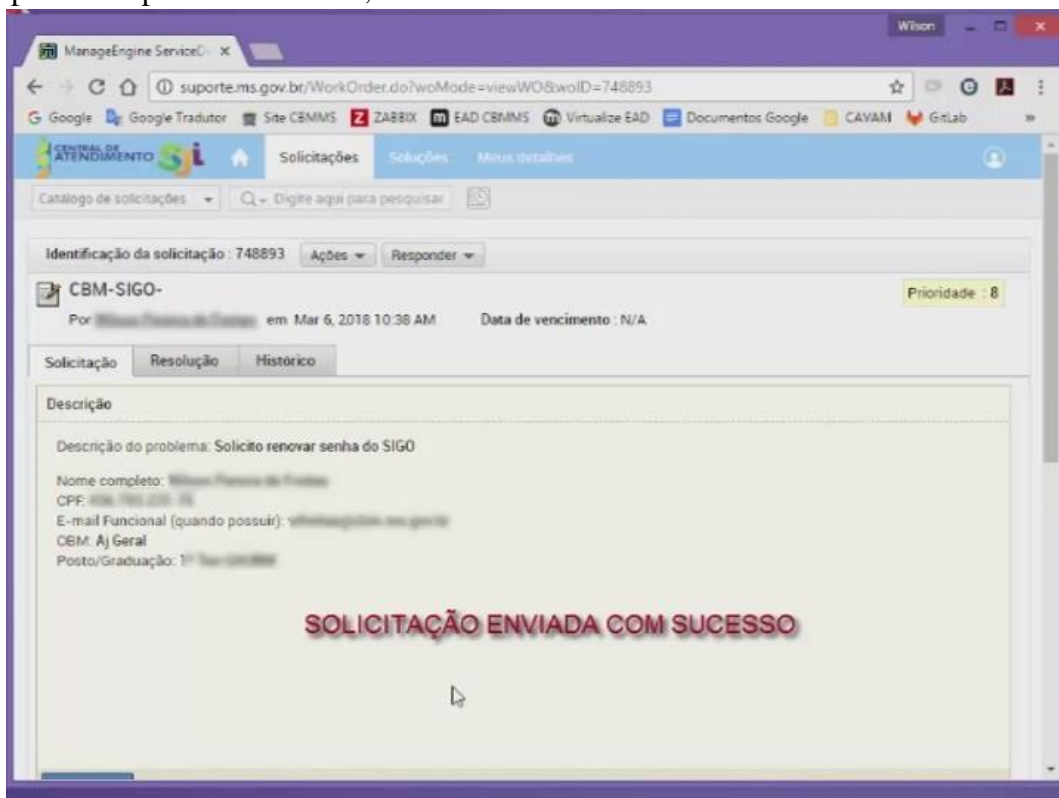 Wilson
ManageEngine ServiceD
suporte.ms.gov.br/WorkOrder.do?woMode=viewWO&woID=748893
Google Google Tradutor Site CBMMS ZABBIX EAD CBMMS Virtualize EAD Documentos Google CAVAM GitLab
CENTRAL DE ATENDIMENTO SGI Solicitações Soluções Meus detalhes
Catálogo de solicitações Digite aqui para pesquisar
Identificação da solicitação : 748893 Ações Responder
CBM-SIGO- Prioridade : 8
Por em Mar 6, 2018 10:38 AM Data de vencimento : N/A
Solicitação Resolução Histórico
Descrição
Descrição do problema: Solicito renovar senha do SIGO
Nome completo:
CPF:
E-mail Funcional (quando possuir):
OBM: Aj Geral
Posto/Graduação:
SOLICITAÇÃO ENVIADA COM SUCESSO